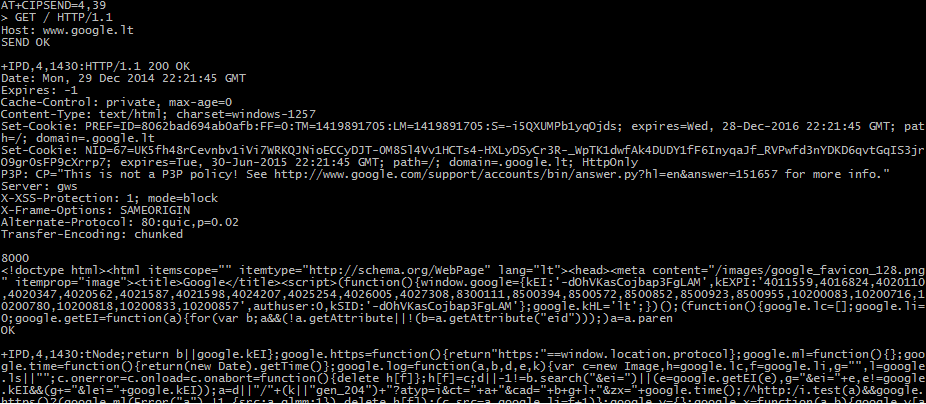 AT+CIPSEND=4,39
> GET / HTTP/1.1
Host: www.google.lt
SEND OK
+IPD,4,1430:HTTP/1.1 200 OK
Date: Mon, 29 Dec 2014 22:21:45 GMT
Expires: -1
Cache-Control: private, max-age=0
Content-Type: text/html; charset=windows-1257
Set-Cookie: PREF=ID=8062bad694ab0afb:FF=0:TM=1419891705:LM=1419891705:S=-i5QXUMPb1yqOjds; expires=Wed, 28-Dec-2016 22:21:45 GMT; pat
h=/; domain=.google.lt
Set-Cookie: NID=67=UK5fh48rCevnbv1iVi7WRKQJNioECCyDJT-OM8Sl4Vv1HCTs4-HXLyDSyCr3R-_WpTK1dwfAk4DUDY1fF6InyqaJf_RVPwfd3nYDKD6qvtGqIS3jr
O9grOsFP9cXrrp7; expires=Tue, 30-Jun-2015 22:21:45 GMT; path=/; domain=.google.lt; HttpOnly
P3P: CP="This is not a P3P policy! See http://www.google.com/support/accounts/bin/answer.py?hl=en&answer=151657 for more info."
Server: gws
X-XSS-Protection: 1; mode=block
X-Frame-Options: SAMEORIGIN
Alternate-Protocol: 80:quic,p=0.02
Transfer-Encoding: chunked
8000
<!doctype html><html itemscope="" itemtype="http://schema.org/WebPage" lang="lt"><head><meta content="/images/google_favicon_128.png
" itemprop="image"><title>Google</title><script>(function(){window.google={kEI:'-dOhVKasCojbap3FgLAM',kEXPI:'4011559,4016824,4020110
,4020347,4020562,4021587,4021598,4024207,4025254,4026005,4027308,8300111,8500394,8500572,8500852,8500923,8500955,10200083,10200716,1
0200780,10200818,10200833,10200857',authuser:0,kSID:'-dOhVKasCojbap3FgLAM'};google.kHL='lt';})();(function(){google.lc=[];google.li=
0;google.getEI=function(a){for(var b;a&&(!a.getAttribute||!(b=a.getAttribute("eid")));)a=a.paren
OK
+IPD,4,1430:tNode;return b||google.kEI};google.https=function(){return"https:"==window.location.protocol};google.ml=function(){};goo
gle.time=function(){return(new Date).getTime()};google.log=function(a,b,d,e,k){var c=new Image,h=google.lc,f=google.li,g="",l=google
.ls||"";c.onerror=c.onload=c.onabort=function(){delete h[f]};h[f]=c;d||-1!=b.search("&ei=")||(e=google.getEI(e),g="&ei="+e,e!=google
.kEI&&(g+="&lei="+google.kEI));a=d||"/"+(k||"gen_204")+"?atyp=i&ct="+a+"&cad="+b+g+l+"&zx="+google.time();/^http:/i.test(a)&&google.